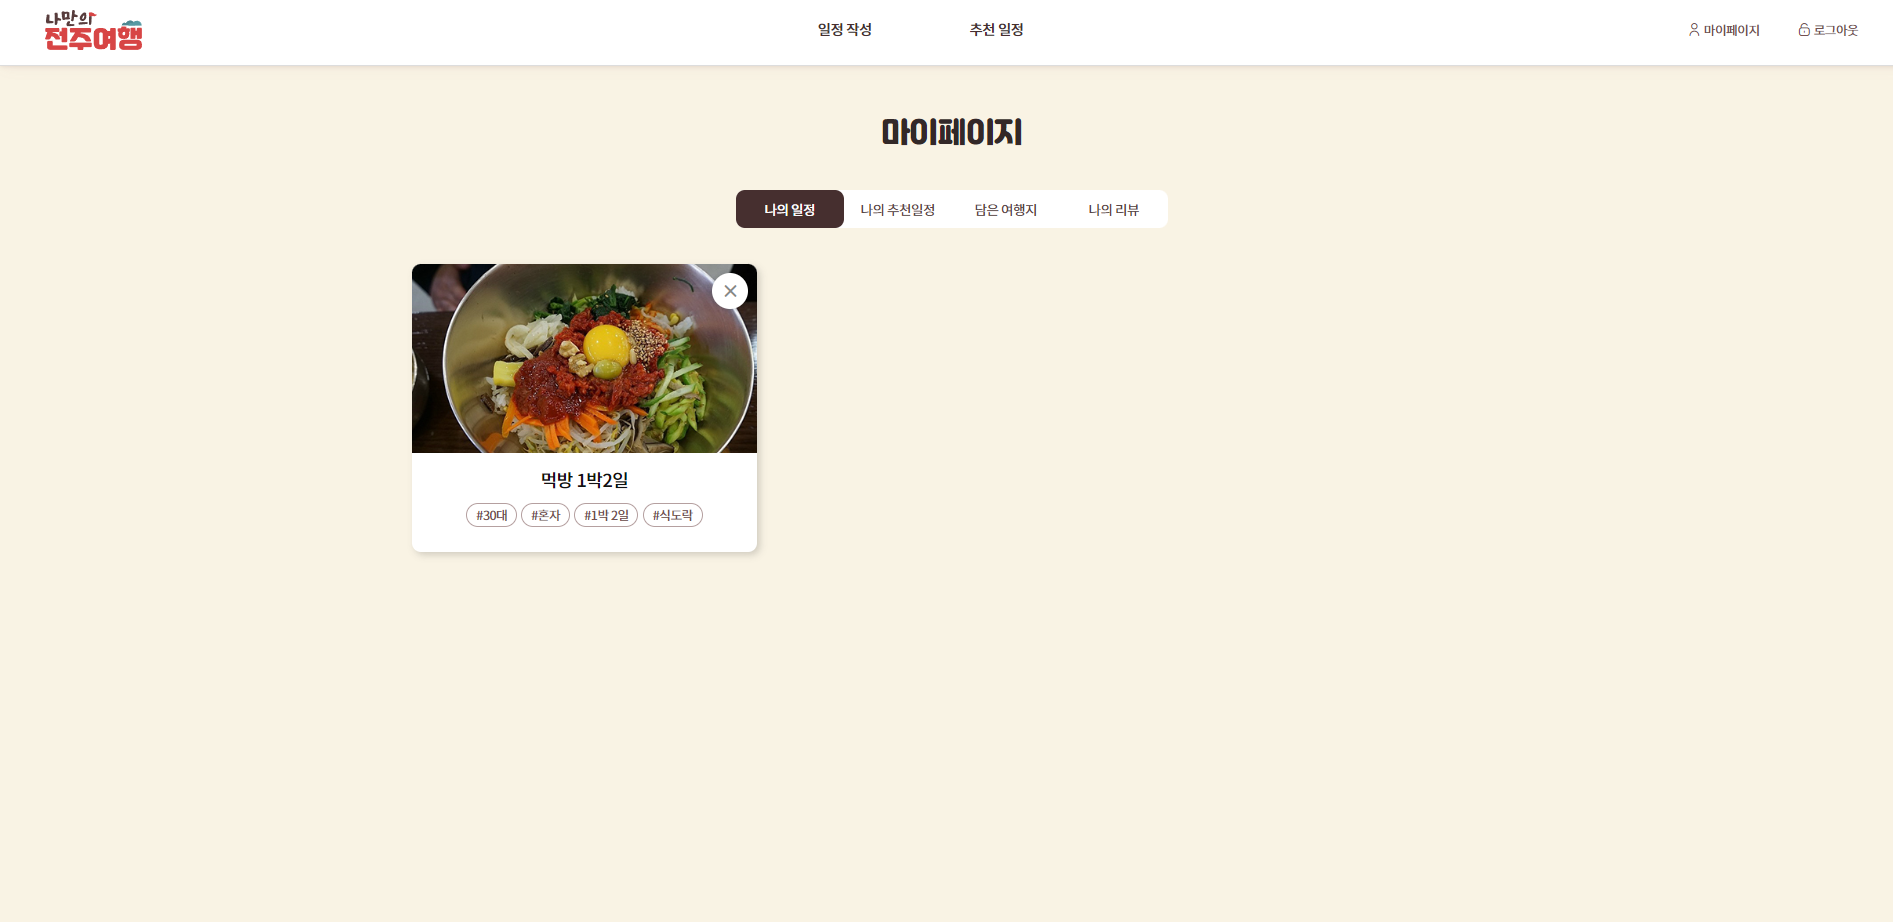 나만의
전주여행
일정 작성
추천 일정
마이페이지
로그아웃
마이페이지
나의 일정
나의 추천일정
담은 여행지
나의 리뷰
먹방 1박2일
#30대 #혼자 #1박 2일 #식도락